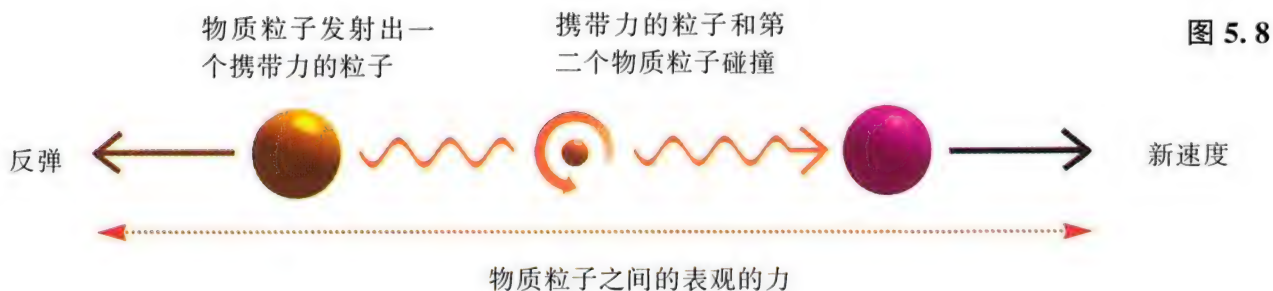 物质粒子发射出一
个携带力的粒子
携带力的粒子和第
二个物质粒子碰撞
图 5. 8
反弹
新速度
物质粒子之间的表观的力